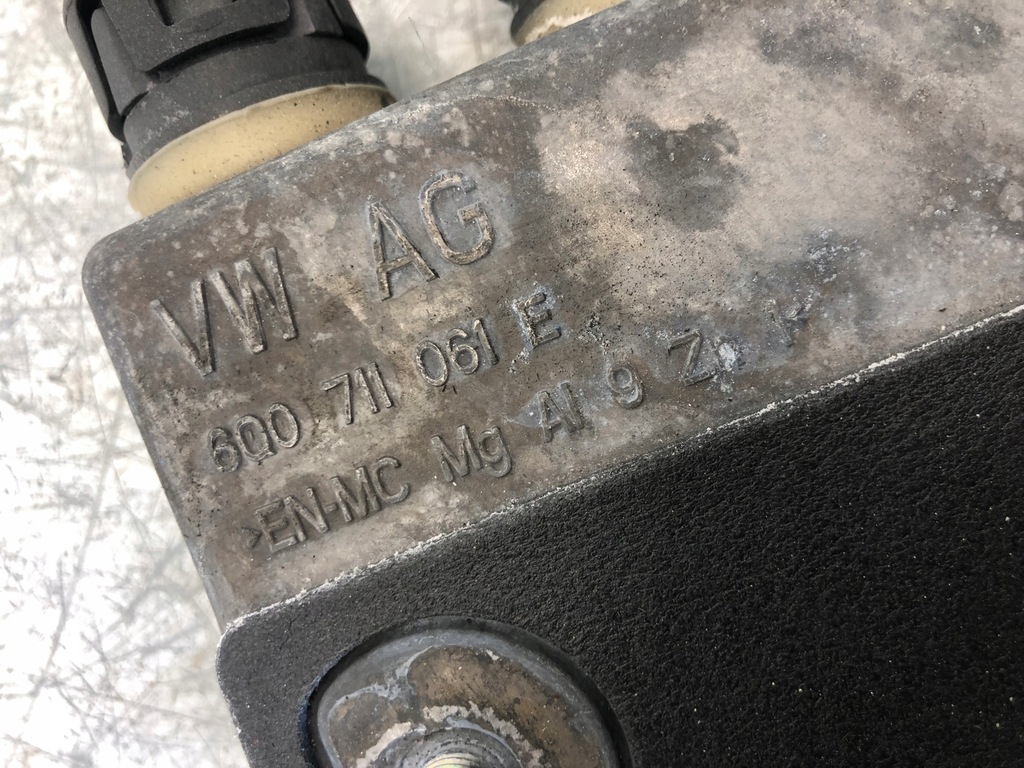 VW AG
6Q0 711 061 E
>EN-MC Mg Al 9 Z